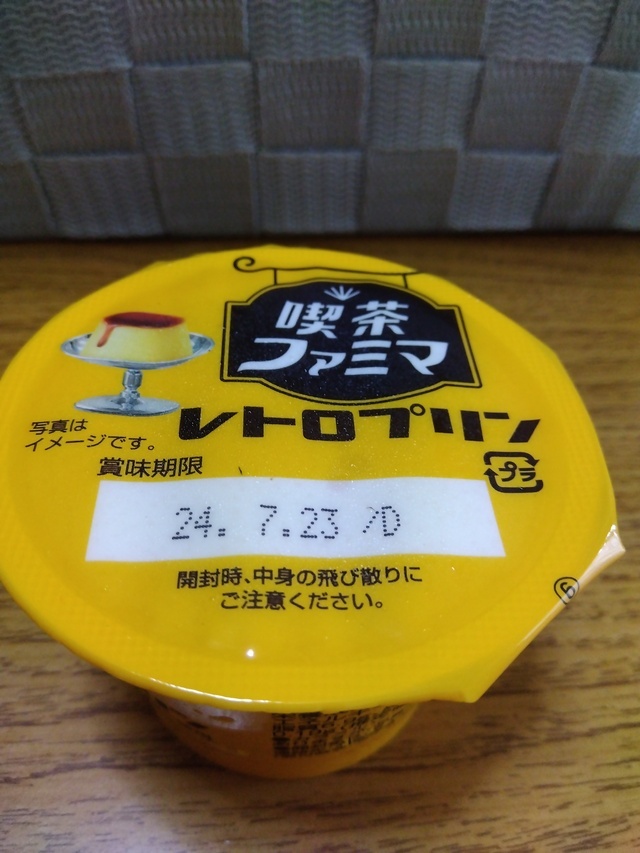 喫茶
ファミマ
レトロプリン
写真は
イメージです。
賞味期限
プラ
24. 7.23 /D
開封時、中身の飛び散りに
ご注意ください。